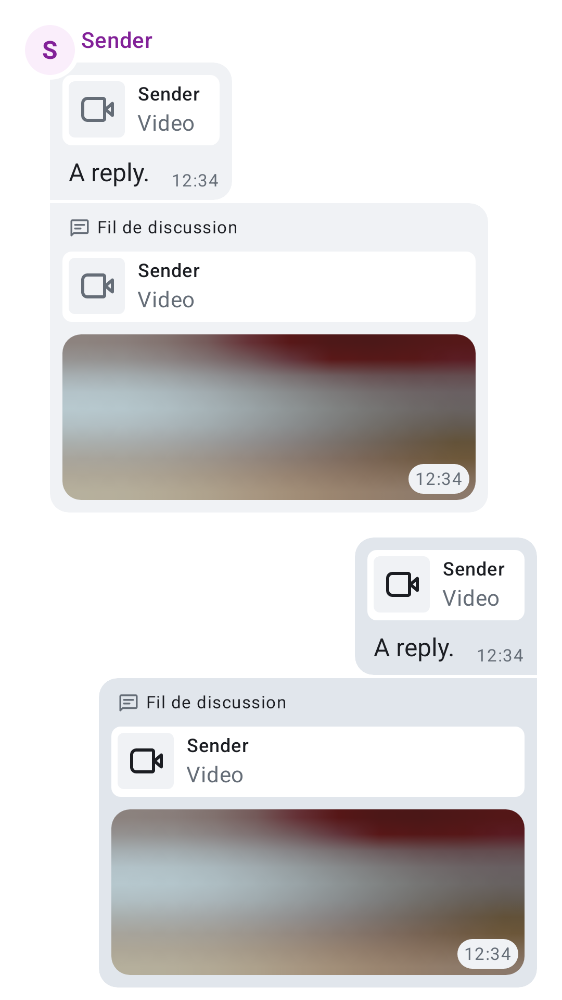 S
Sender
Sender
Video
A reply.
12:34
Fil de discussion
Sender
Video
12:34
Sender
Video
A reply.
12:34
Fil de discussion
Sender
Video
12:34